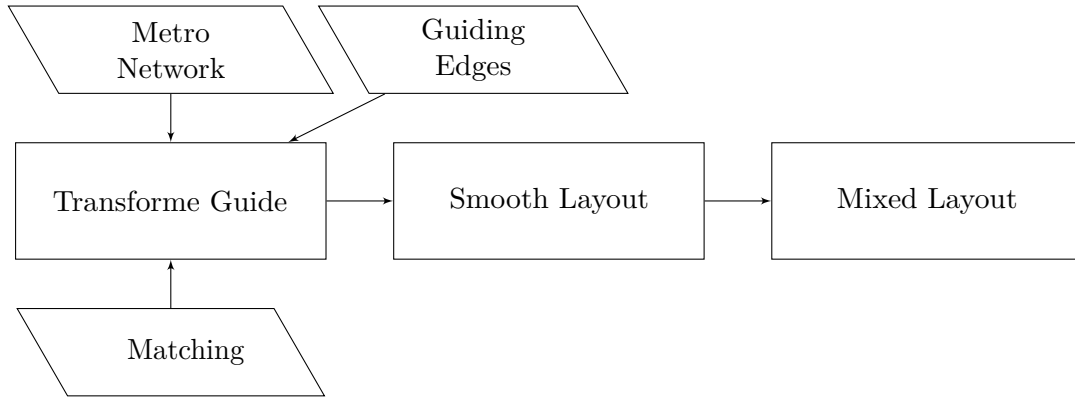 Metro
Network
Guiding
Edges
Transforme Guide
Smooth Layout
Mixed Layout
Matching